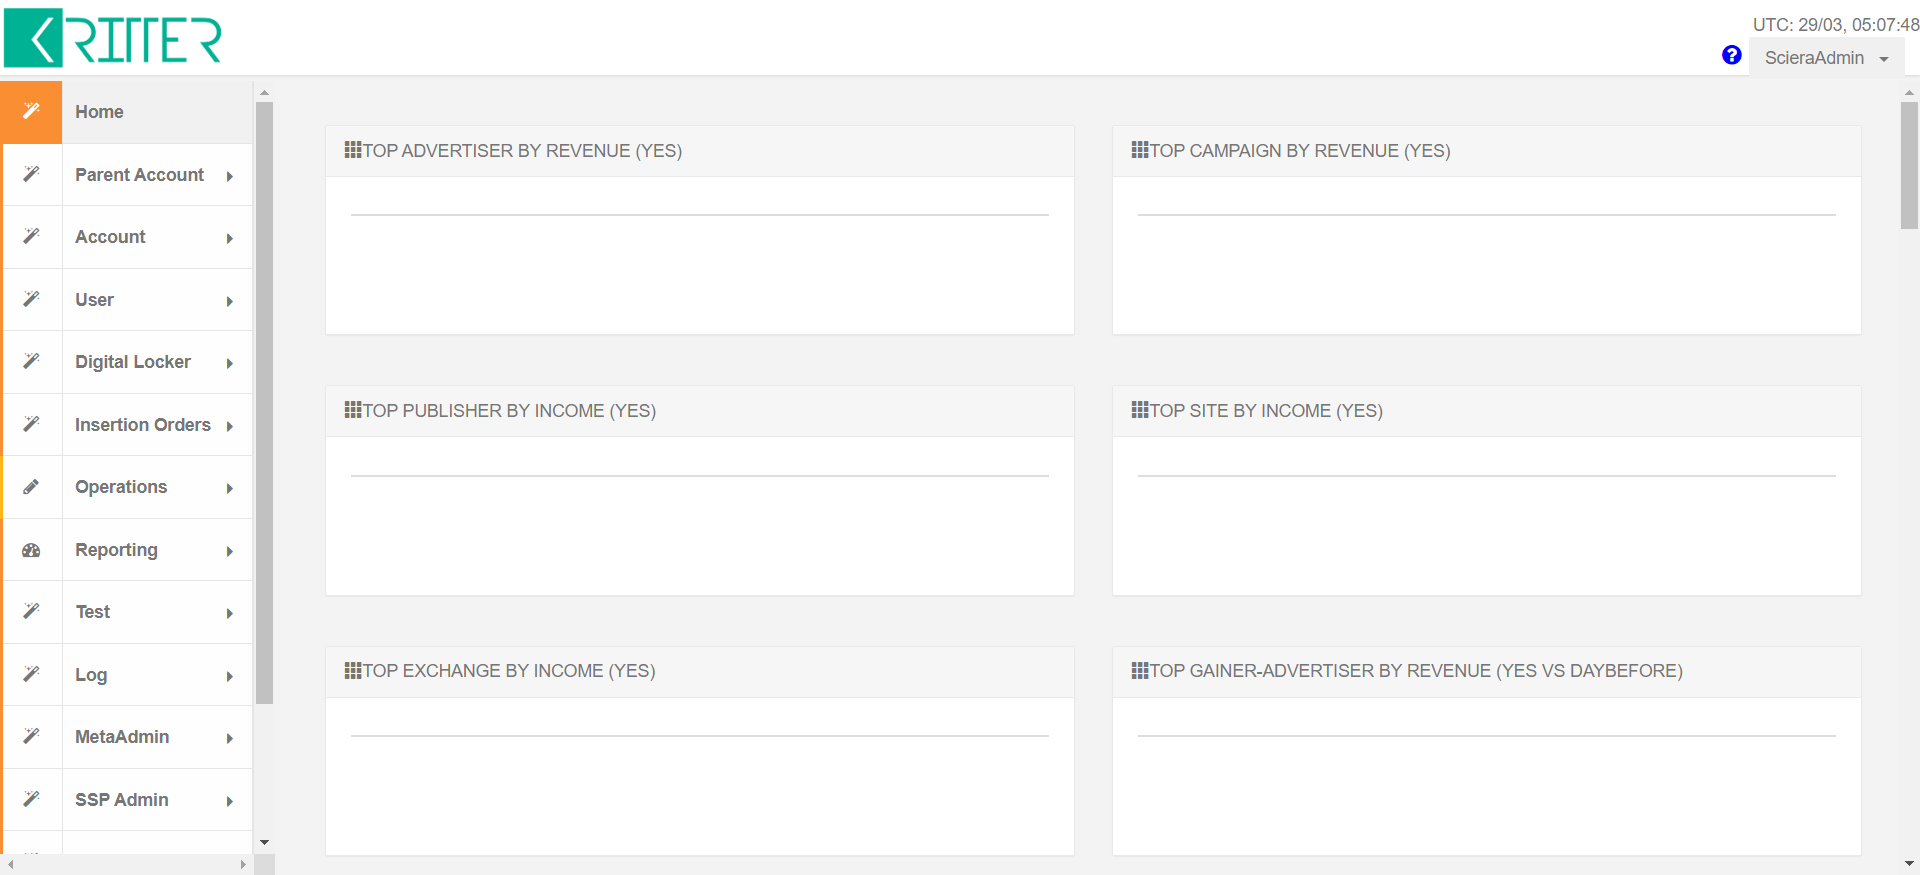 KRITTER
UTC: 29/03, 05:07:48
?
ScieraAdmin
Home
Parent Account
Account
User
Digital Locker
Insertion Orders
Operations
Reporting
Test
Log
MetaAdmin
SSP Admin
TOP ADVERTISER BY REVENUE (YES)
TOP CAMPAIGN BY REVENUE (YES)
TOP PUBLISHER BY INCOME (YES)
TOP SITE BY INCOME (YES)
TOP EXCHANGE BY INCOME (YES)
TOP GAINER-ADVERTISER BY REVENUE (YES VS DAYBEFORE)